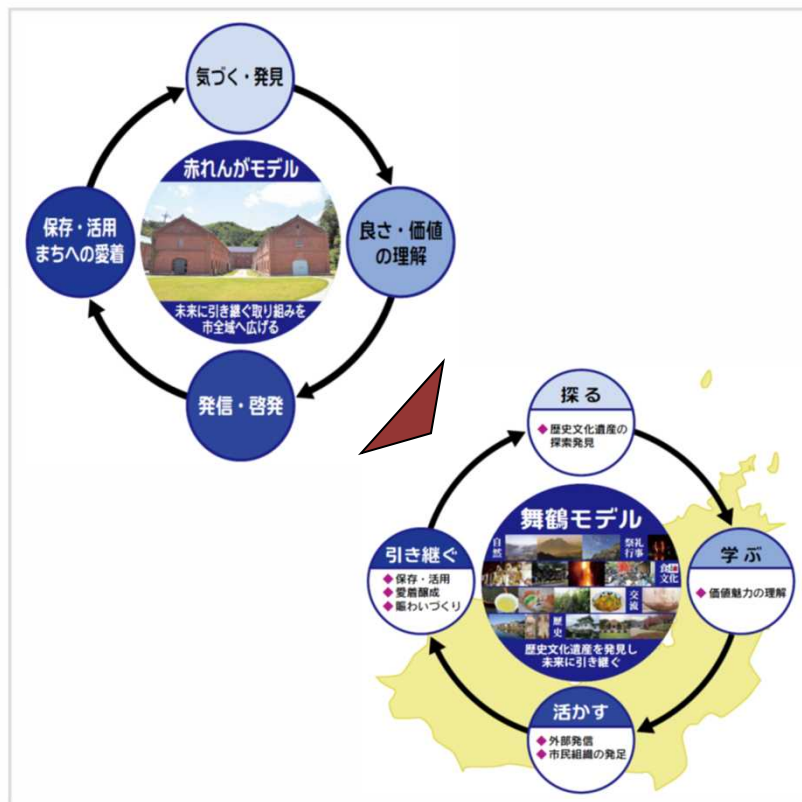 気づく・発見
赤れんがモデル
保存・活用
まちへの愛着
良さ・価値
の理解
未来に引き継ぐ取り組みを
市全域へ広げる
発信・啓発
探る
◆歴史文化遺産の
探索発見
舞鶴モデル
自然
祭礼
行事
食文化
交流
歴史
歴史文化遺産を発見し
未来に引き継ぐ
引き継ぐ
◆保存・活用
◆愛着醸成
◆賑わいづくり
学ぶ
◆価値魅力の理解
活かす
◆外部発信
◆市民組織の発足